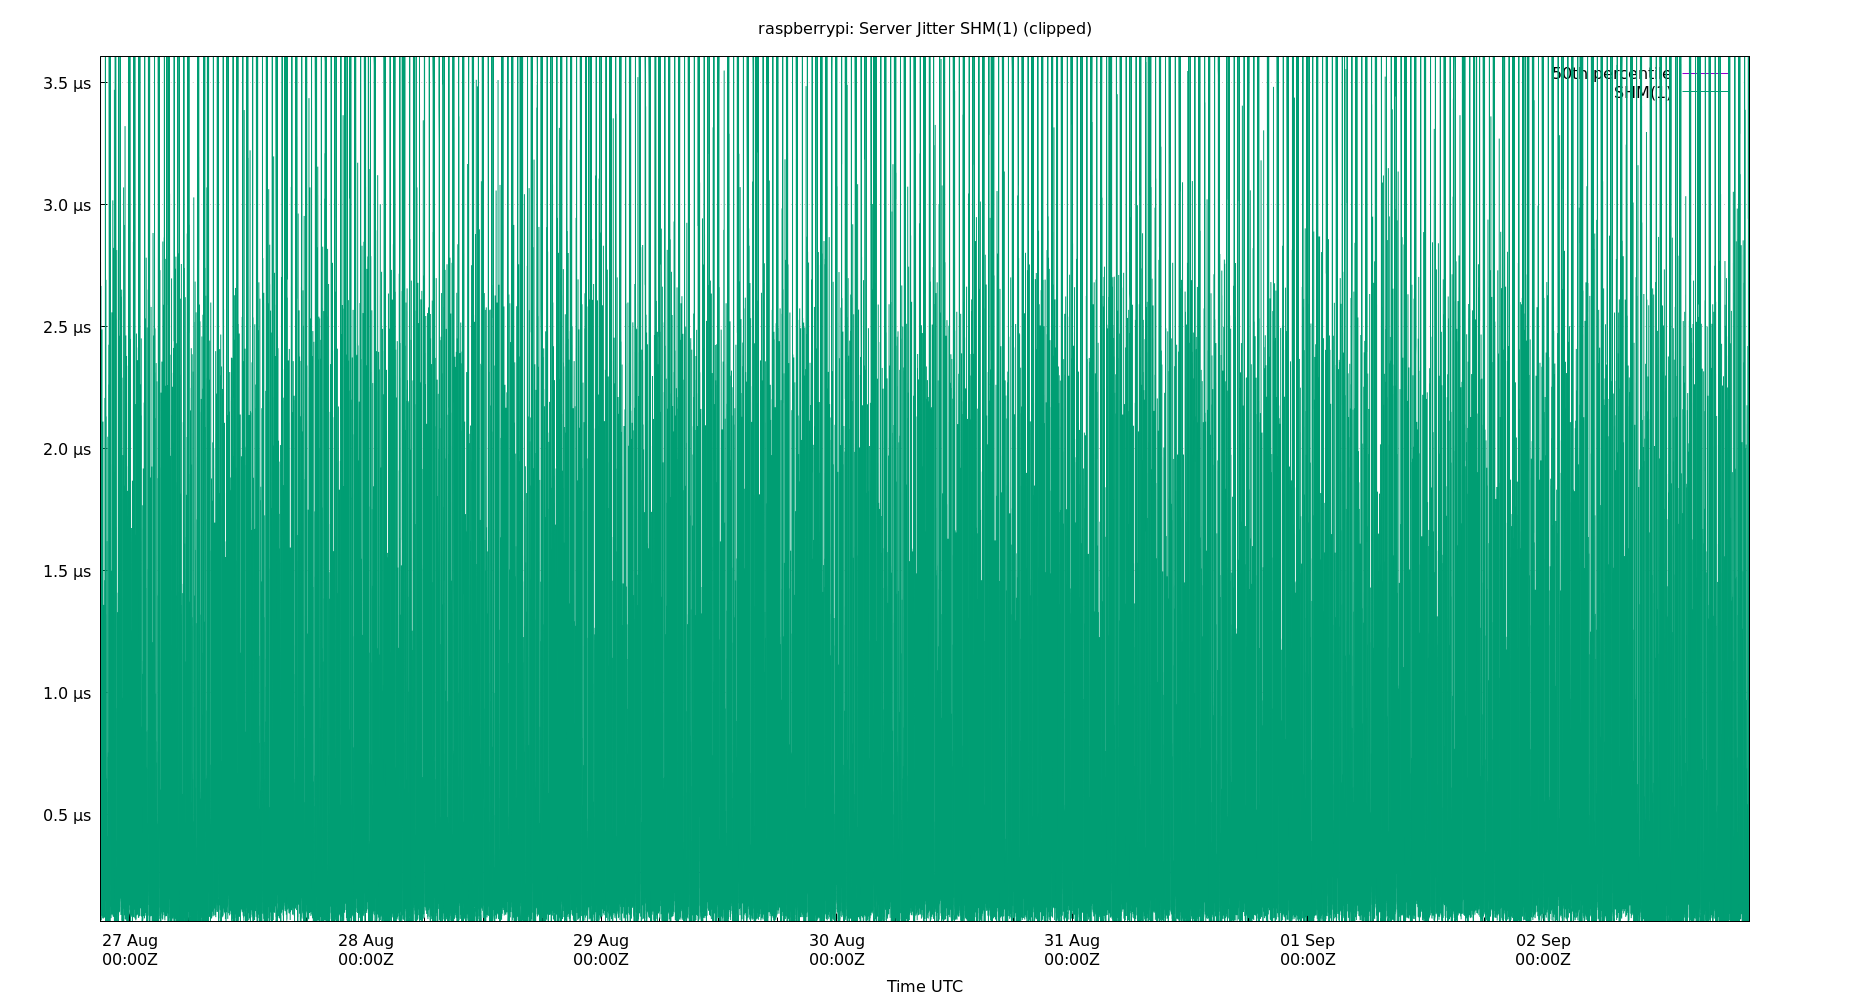 raspberrypi: Server Jitter SHM(1) (clipped)
50th percentile
SHM(1)
3.5 µs
3.0 µs
2.5 µs
2.0 µs
1.5 µs
1.0 µs
0.5 µs
27 Aug 28 Aug 29 Aug 30 Aug 31 Aug 01 Sep 02 Sep
00:00Z 00:00Z 00:00Z 00:00Z 00:00Z 00:00Z 00:00Z
Time UTC